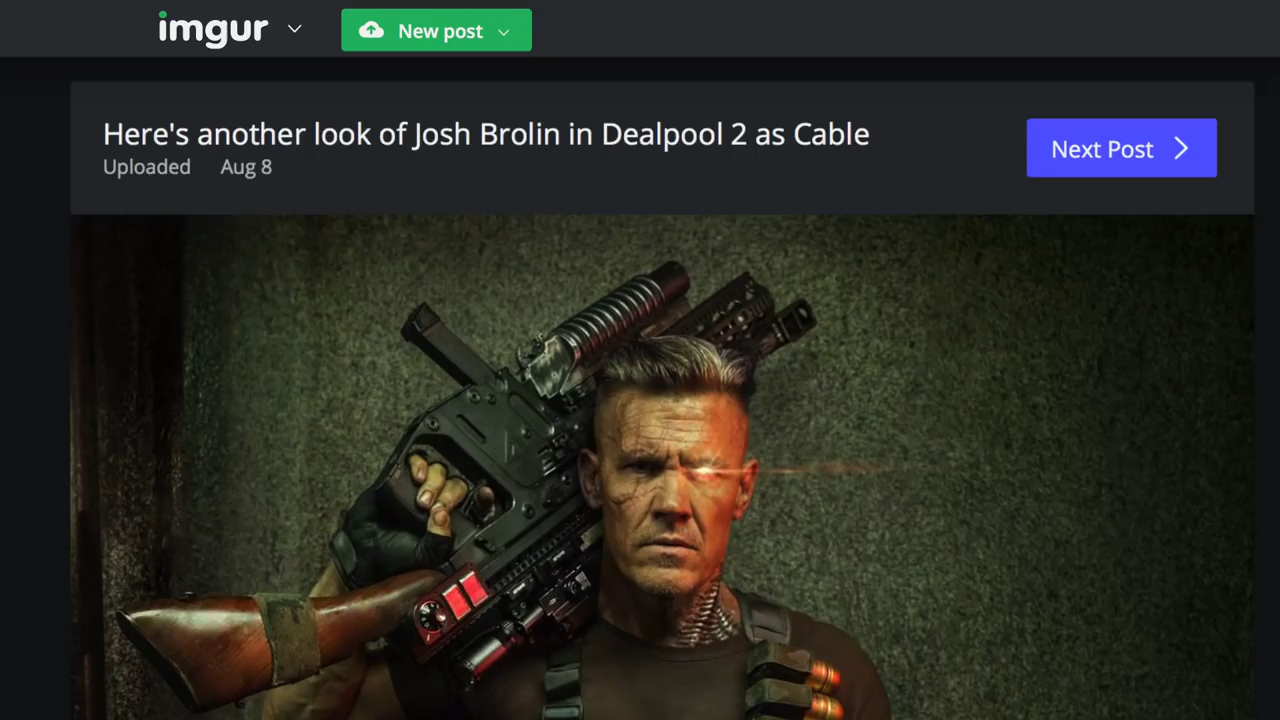 imgur
New post
Here's another look of Josh Brolin in Dealpool 2 as Cable
Uploaded Aug 8
Next Post